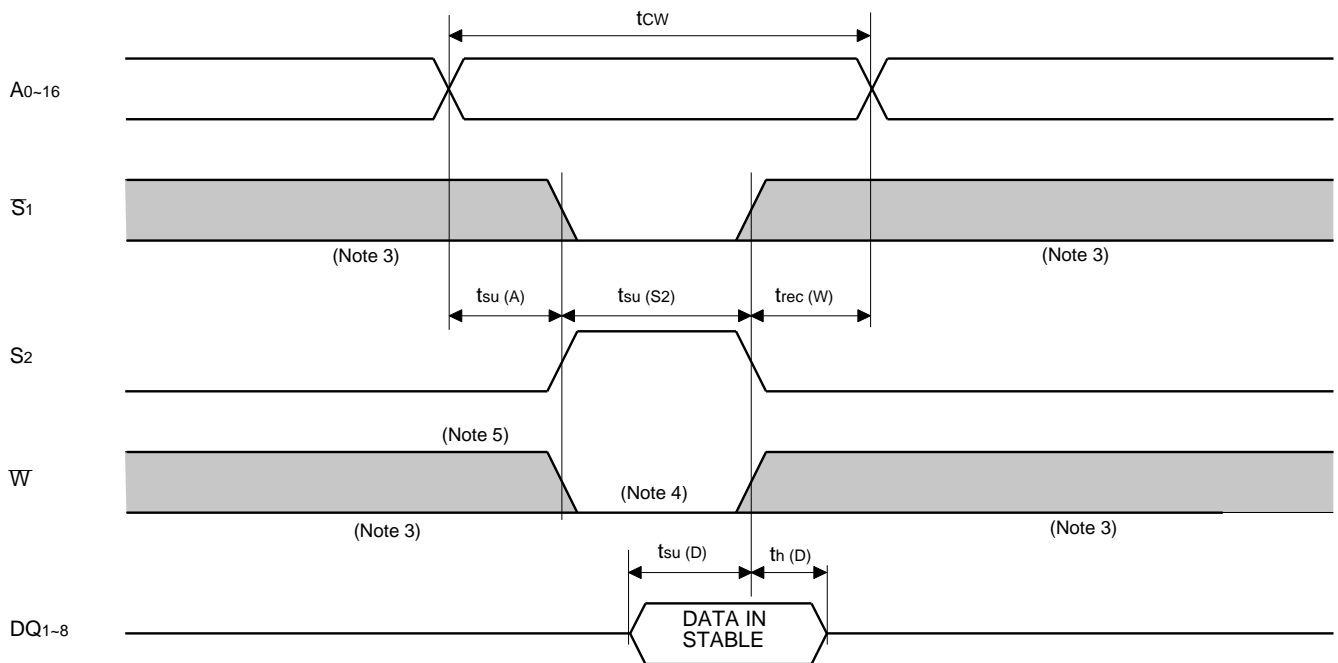 tCW
A0~16
S1
(Note 3)
(Note 3)
tsu (A)
tsu (S2)
trec (W)
S2
(Note 5)
W
(Note 4)
(Note 3)
(Note 3)
tsu (D)
th (D)
DQ1~8
DATA IN
STABLE